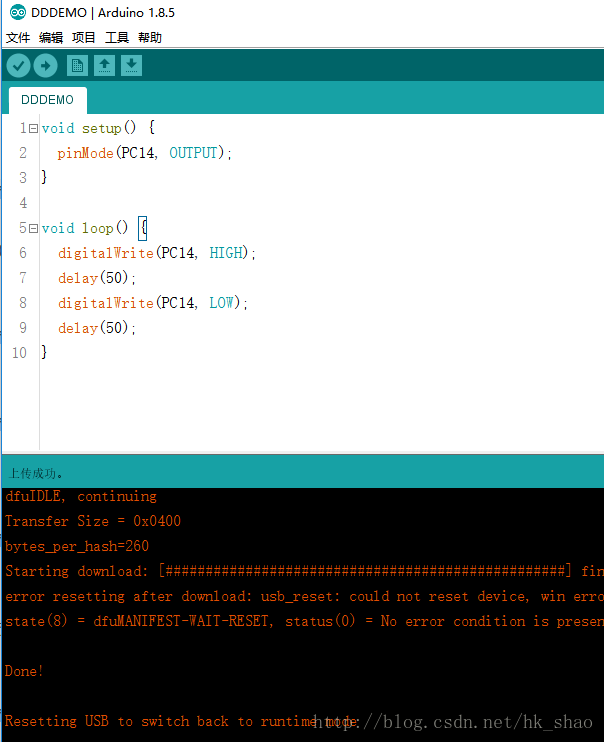 DDDEMO | Arduino 1.8.5
文件 编辑 项目 工具 帮助
DDDEMO
1 void setup() {
2 pinMode(PC14, OUTPUT);
3 }
4
5 void loop() {
6 digitalWrite(PC14, HIGH);
7 delay(50);
8 digitalWrite(PC14, LOW);
9 delay(50);
10 }
上传成功。
dfuIDLE, continuing
Transfer Size = 0x0400
bytes_per_hash=260
Starting download: [##################################################] fin
error resetting after download: usb_reset: could not reset device, win erro
state(8) = dfuMANIFEST-WAIT-RESET, status(0) = No error condition is presen
Done!
Resetting USB to switch back to runtime mode
http://blog.csdn.net/hk_shao